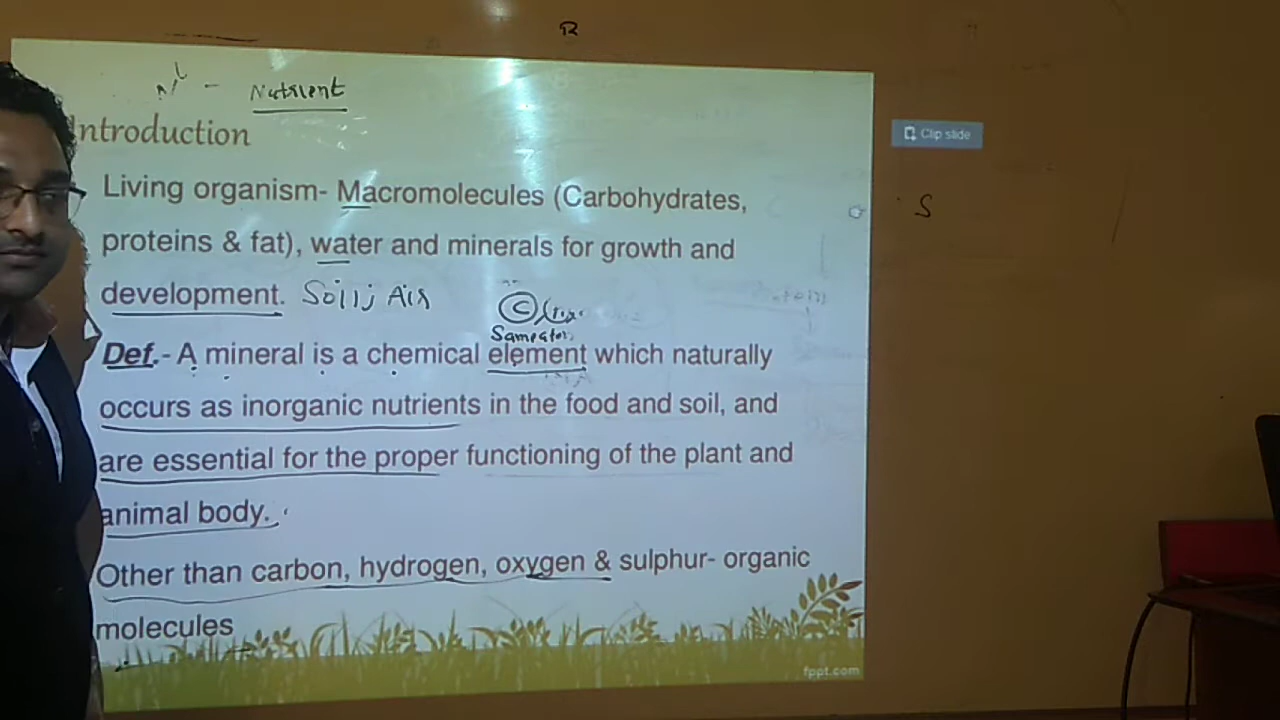 R
Nutrient
Introduction
Clip slide
Living organism- Macromolecules (Carbohydrates,
S
proteins & fat), water and minerals for growth and
development. Soil, Air
Def.- A mineral is a chemical element which naturally
occurs as inorganic nutrients in the food and soil, and
are essential for the proper functioning of the plant and
animal body.
Other than carbon, hydrogen, oxygen & sulphur- organic
molecules
fppt.com